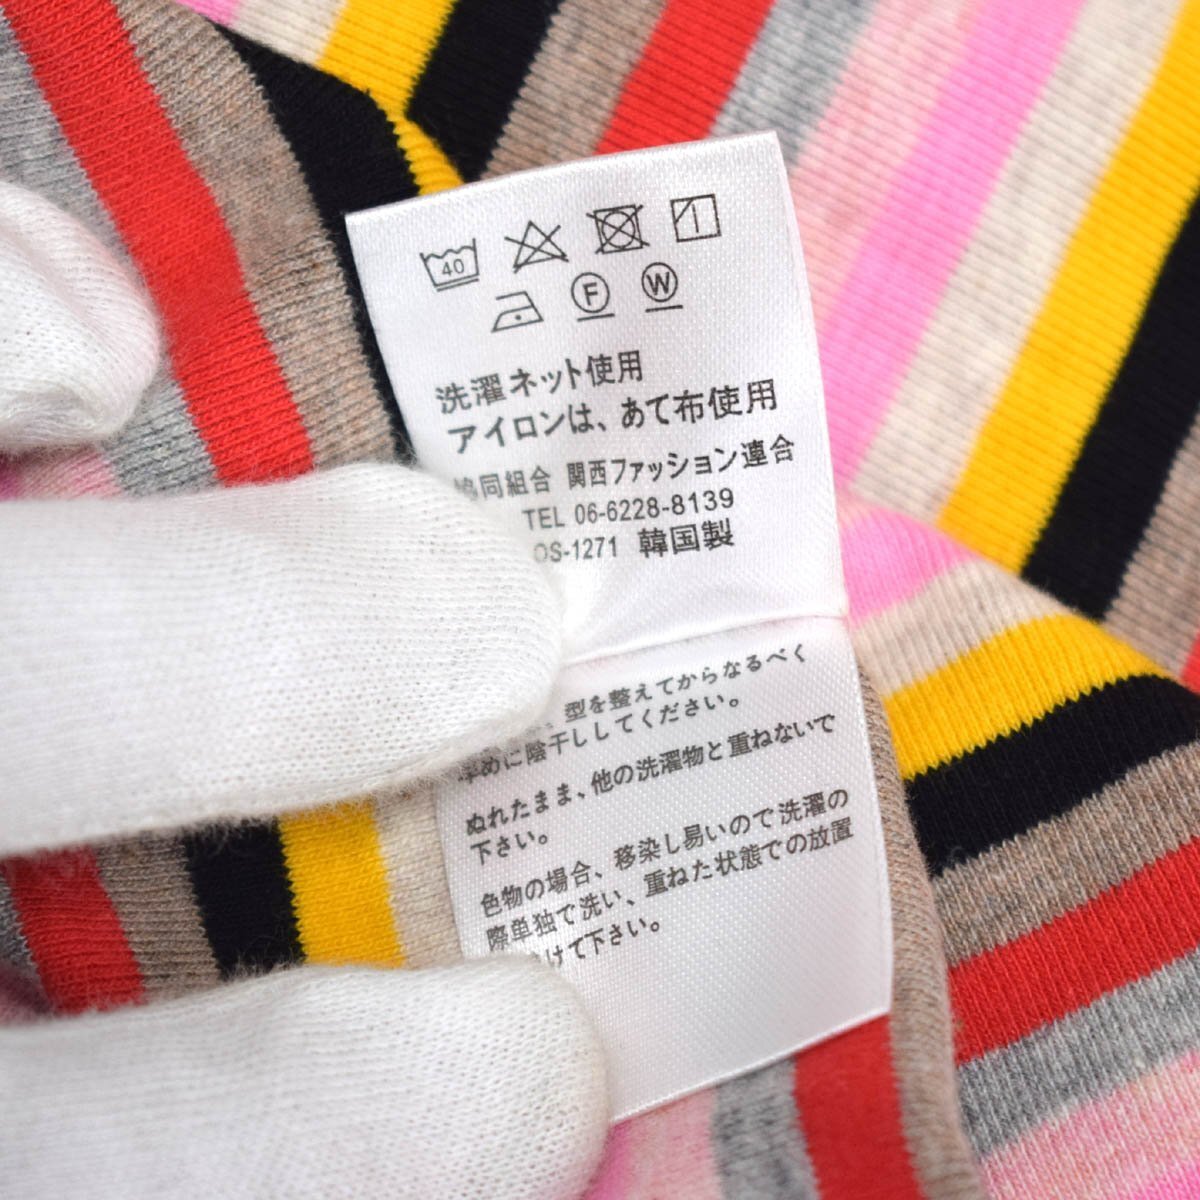 40
F W
洗濯ネット使用
アイロンは、あて布使用
協同組合 関西ファッション連合
TEL 06-6228-8139
OS-1271 韓国製
型を整えてからなるべく
早めに陰干ししてください。
ぬれたまま、他の洗濯物と重ねないで
下さい。
色物の場合、移染し易いので洗濯の
際単独で洗い、重ねた状態での放置
けて下さい。